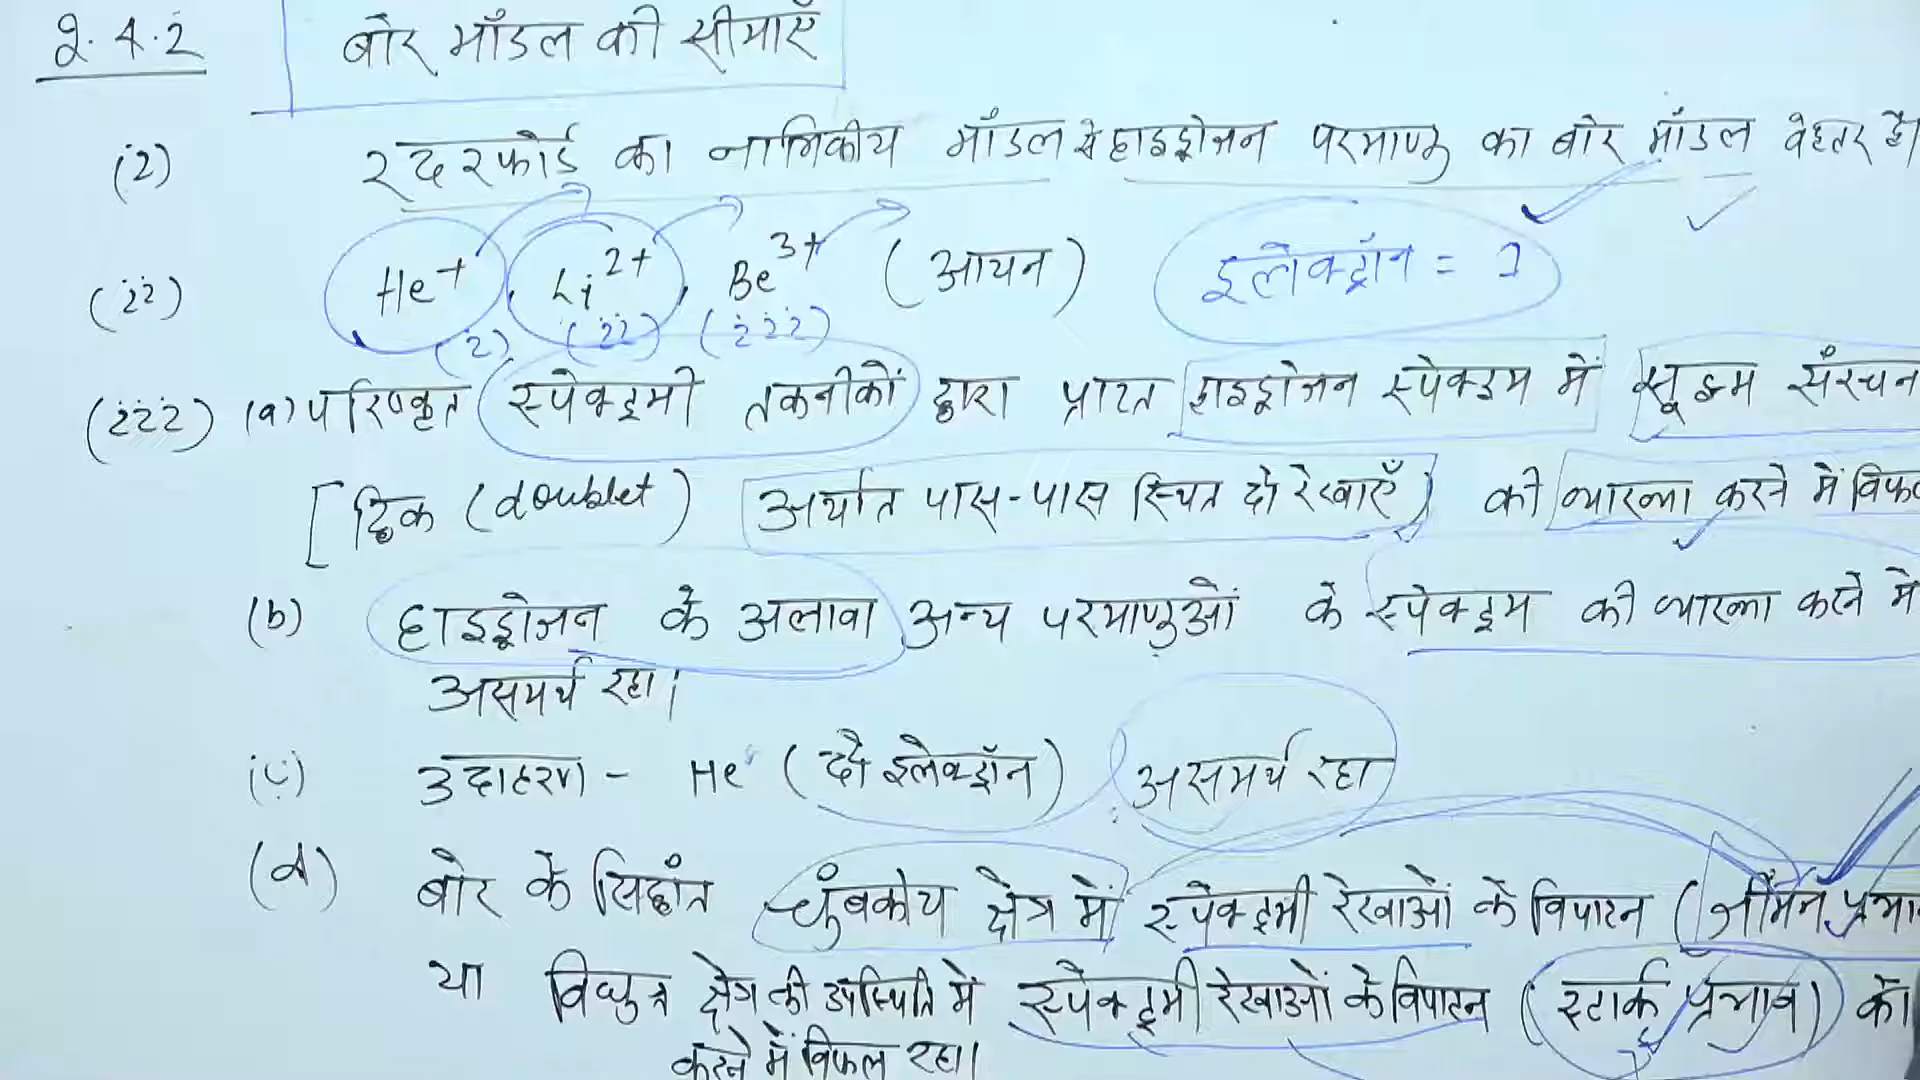 2.4.2 बोर मॉडल की सीमाएँ
(i) रदरफोर्ड का नाभिकीय मॉडल से हाइड्रोजन परमाणु का बोर मॉडल बेहतर है।
(ii) He+, Li2+, Be3+ (आयन) इलेक्ट्रॉन = 1
(i) (ii) (iii)
(iii) (a) परिष्कृत स्पेक्ट्रमी तकनीकों द्वारा प्राप्त हाइड्रोजन स्पेक्ट्रम में सूक्ष्म संरचन
[द्विक (doublet) अर्थात पास-पास स्थित दो रेखाएँ) की व्याख्या करने में विफ
(b) हाइड्रोजन के अलावा अन्य परमाणुओं के स्पेक्ट्रम की व्याख्या करने में
असमर्थ रहा।
(c) उदाहरण - He (दो इलेक्ट्रॉन) असमर्थ रहा
(d) बोर के सिद्धांत चुंबकीय क्षेत्र में स्पेक्ट्रमी रेखाओं के विपाटन (जीमन प्रभा
या विद्युत क्षेत्र की उपस्थिति में स्पेक्ट्रमी रेखाओं के विपाटन (स्टार्क प्रभाव) को
करने में विफल रहा।